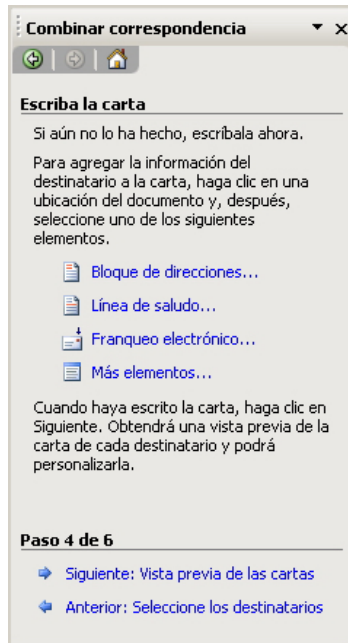 Combinar correspondencia
Escriba la carta
Si aún no lo ha hecho, escríbala ahora.
Para agregar la información del
destinatario a la carta, haga clic en una
ubicación del documento y, después,
seleccione uno de los siguientes
elementos.
Bloque de direcciones...
Línea de saludo...
Franqueo electrónico...
Más elementos...
Cuando haya escrito la carta, haga clic en
Siguiente. Obtendrá una vista previa de la
carta de cada destinatario y podrá
personalizarla.
Paso 4 de 6
Siguiente: Vista previa de las cartas
Anterior: Seleccione los destinatarios